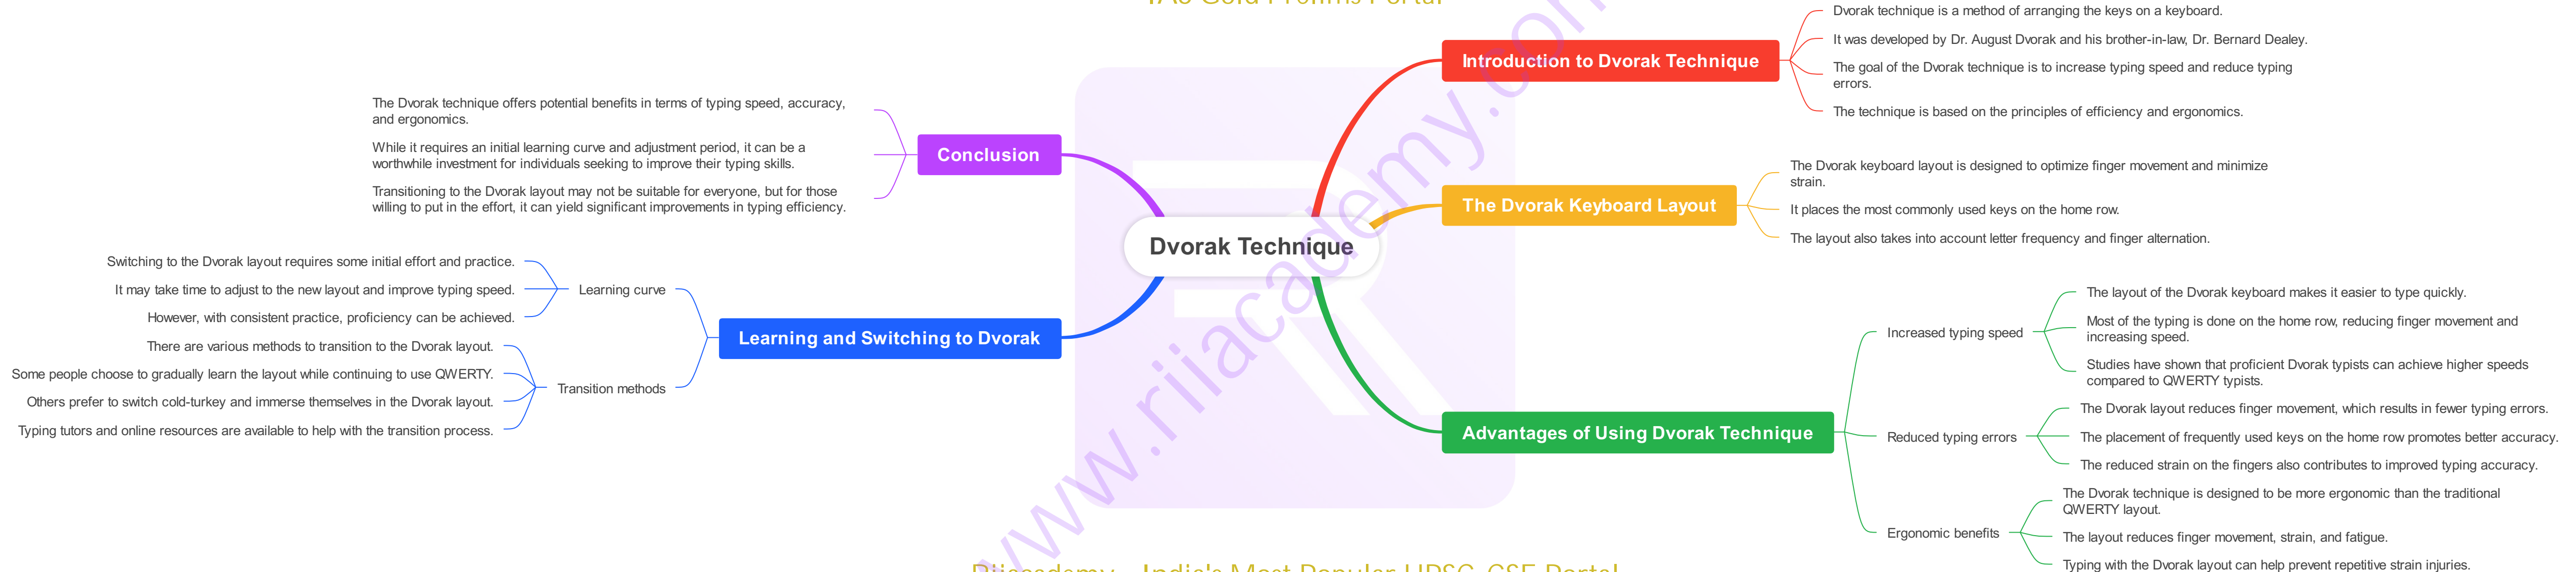 IAS Gold Prelims Portal
Dvorak Technique
Introduction to Dvorak Technique
Dvorak technique is a method of arranging the keys on a keyboard.
It was developed by Dr. August Dvorak and his brother-in-law, Dr. Bernard Dealey.
The goal of the Dvorak technique is to increase typing speed and reduce typing
errors.
The technique is based on the principles of efficiency and ergonomics.
The Dvorak Keyboard Layout
The Dvorak keyboard layout is designed to optimize finger movement and minimize
strain.
It places the most commonly used keys on the home row.
The layout also takes into account letter frequency and finger alternation.
Advantages of Using Dvorak Technique
Increased typing speed
The layout of the Dvorak keyboard makes it easier to type quickly.
Most of the typing is done on the home row, reducing finger movement and
increasing speed.
Studies have shown that proficient Dvorak typists can achieve higher speeds
compared to QWERTY typists.
Reduced typing errors
The Dvorak layout reduces finger movement, which results in fewer typing errors.
The placement of frequently used keys on the home row promotes better accuracy.
The reduced strain on the fingers also contributes to improved typing accuracy.
Ergonomic benefits
The Dvorak technique is designed to be more ergonomic than the traditional
QWERTY layout.
The layout reduces finger movement, strain, and fatigue.
Typing with the Dvorak layout can help prevent repetitive strain injuries.
Learning and Switching to Dvorak
Learning curve
Switching to the Dvorak layout requires some initial effort and practice.
It may take time to adjust to the new layout and improve typing speed.
However, with consistent practice, proficiency can be achieved.
Transition methods
There are various methods to transition to the Dvorak layout.
Some people choose to gradually learn the layout while continuing to use QWERTY.
Others prefer to switch cold-turkey and immerse themselves in the Dvorak layout.
Typing tutors and online resources are available to help with the transition process.
Conclusion
The Dvorak technique offers potential benefits in terms of typing speed, accuracy,
and ergonomics.
While it requires an initial learning curve and adjustment period, it can be a
worthwhile investment for individuals seeking to improve their typing skills.
Transitioning to the Dvorak layout may not be suitable for everyone, but for those
willing to put in the effort, it can yield significant improvements in typing efficiency.
www.riiacademy.com
India's Most Popular UPSC-CSE Portal